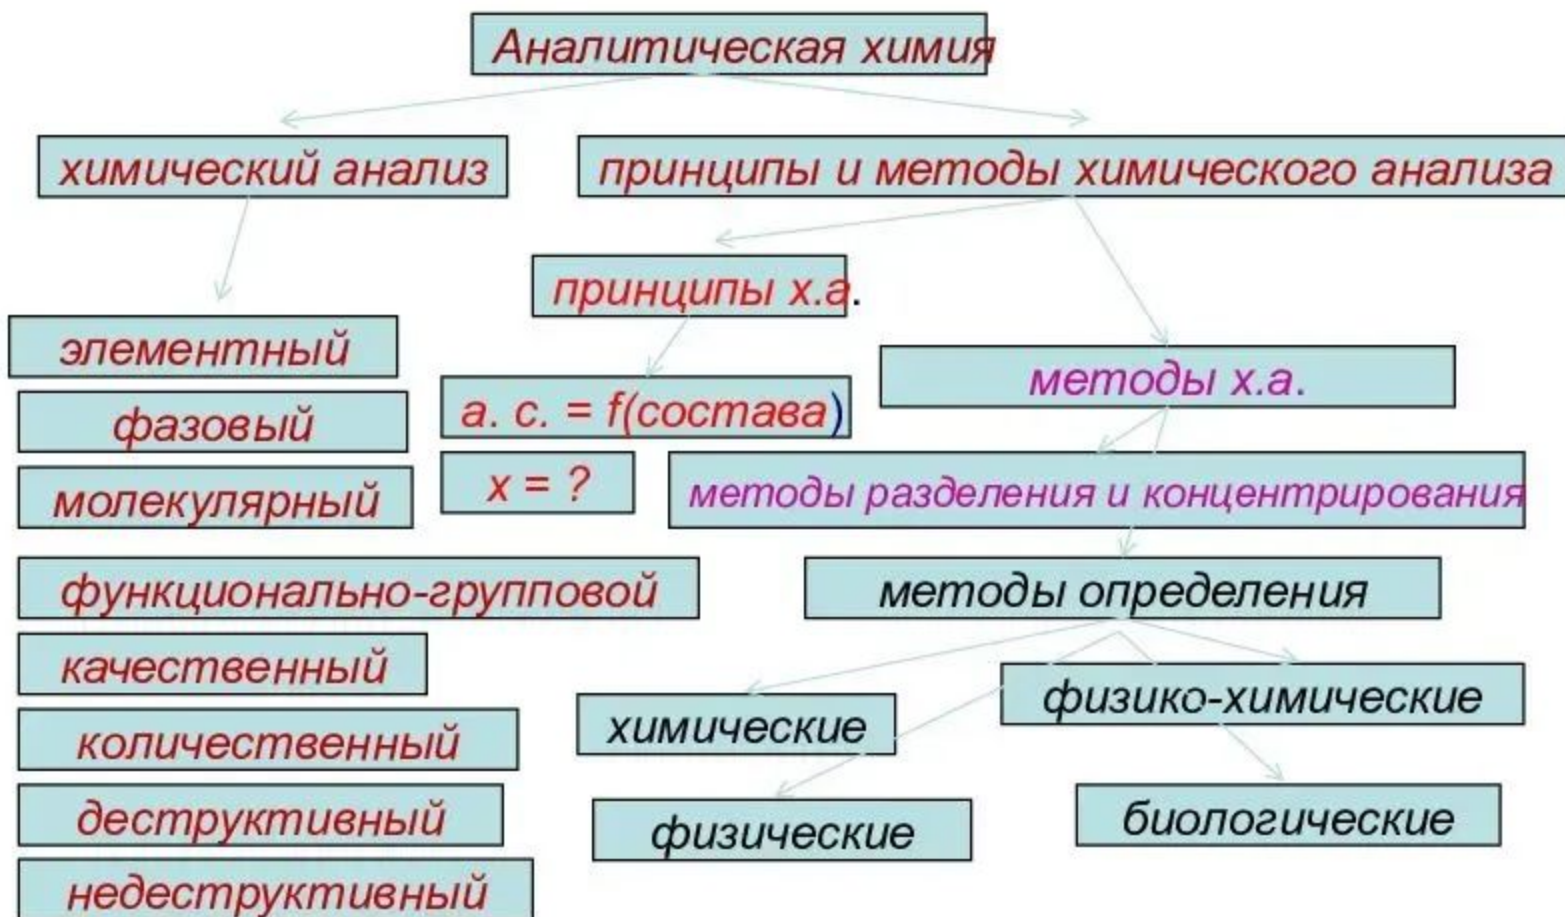 Аналитическая химия
химический анализ
принципы и методы химического анализа
принципы х.а.
элементный
фазовый
молекулярный
функционально-групповой
качественный
количественный
деструктивный
недеструктивный
а. с. = f(состава)
х = ?
методы х.а.
методы разделения и концентрирования
методы определения
химические
физико-химические
физические
биологические